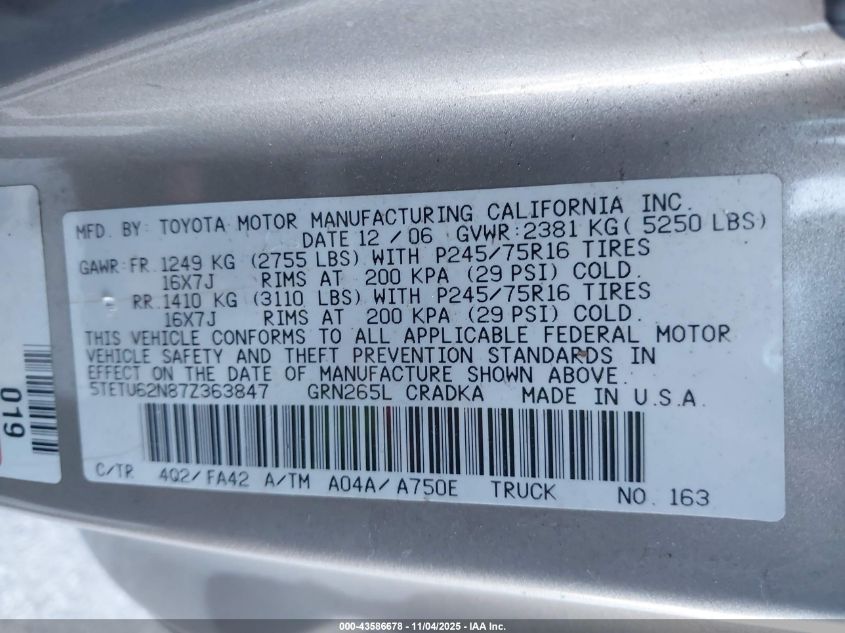 MFD. BY: TOYOTA MOTOR MANUFACTURING CALIFORNIA INC.
DATE 12 / 06 GVWR:2381 KG( 5250 LBS)
GAWR:FR. 1249 KG (2755 LBS) WITH P245/75R16 TIRES
16X7J RIMS AT 200 KPA (29 PSI) COLD.
RR. 1410 KG (3110 LBS) WITH P245/75R16 TIRES
16X7J RIMS AT 200 KPA (29 PSI) COLD.
THIS VEHICLE CONFORMS TO ALL APPLICABLE FEDERAL MOTOR
VEHICLE SAFETY AND THEFT PREVENTION STANDARDS IN
EFFECT ON THE DATE OF MANUFACTURE SHOWN ABOVE.
5TETU62N87Z363847 GRN265L CRADKA MADE IN U.S.A.
C/TR 4Q2/FA42 A/TM A04A/A750E TRUCK NO. 163
019
000-43586678 - 11/04/2025 - IAA Inc.